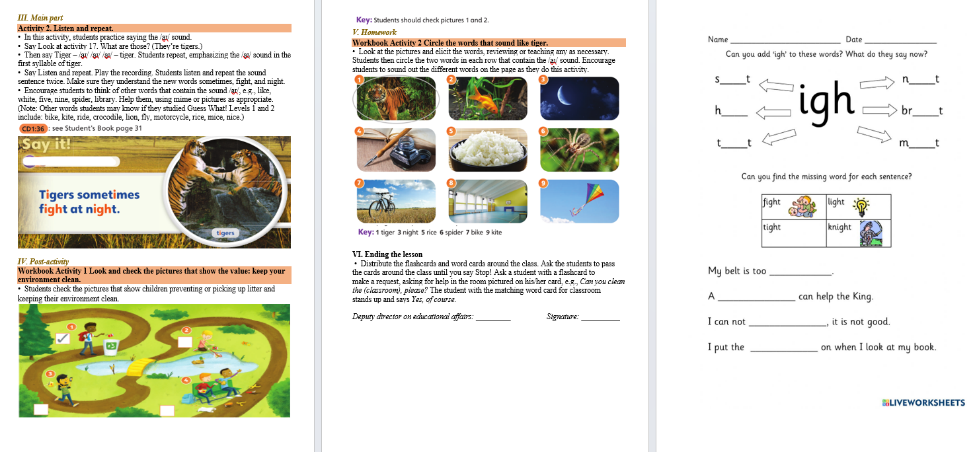 III. Main part
Activity 2. Listen and repeat.
• In this activity, students practice saying the /aɪ/ sound.
• Say Look at activity 17. What are those? (They're tigers.)
• Then say Tiger – /aɪ/ /aɪ/ /aɪ/ – tiger. Students repeat, emphasizing the /aɪ/ sound in the
first syllable of tiger.
• Say Listen and repeat. Play the recording. Students listen and repeat the sound
sentence twice. Make sure they understand the new words sometimes, fight, and night.
• Encourage students to think of other words that contain the sound /aɪ/, e.g., like,
white, five, nine, spider, library. Help them, using mime or pictures as appropriate.
(Note: Other words students may know if they studied Guess What! Levels 1 and 2
include: bike, kite, ride, crocodile, lion, fly, motorcycle, rice, mice, nice.)
CD1:36 : see Student's Book page 31
Say it!
Tigers sometimes
fight at night.
tigers
IV. Post-activity
Workbook Activity 1 Look and check the pictures that show the value: keep your
environment clean.
• Students check the pictures that show children preventing or picking up litter and
keeping their environment clean.
1
2
3
4
Key: Students should check pictures 1 and 2.
V. Homework
Workbook Activity 2 Circle the words that sound like tiger.
• Look at the pictures and elicit the words, reviewing or teaching any as necessary.
Students then circle the two words in each row that contain the /aɪ/ sound. Encourage
students to sound out the different words on the page as they do this activity.
1 2 3
4 5 6
7 8 9
Key: 1 tiger 3 night 5 rice 6 spider 7 bike 9 kite
VI. Ending the lesson
• Distribute the flashcards and word cards around the class. Ask the students to pass
the cards around the class until you say Stop! Ask a student with a flashcard to
make a request, asking for help in the room pictured on his/her card, e.g., Can you clean
the (classroom), please? The student with the matching word card for classroom
stands up and says Yes, of course.
Deputy director on educational affairs: ________ Signature: _________
Name ____________________ Date ______________
Can you add 'igh' to these words? What do they say now?
s____t n____t
h____ igh br____t
t____t m____t
Can you find the missing word for each sentence?
fight light
tight knight
My belt is too ____________.
A ______________ can help the King.
I can not ______________, it is not good.
I put the ____________ on when I look at my book.
LIVEWORKSHEETS